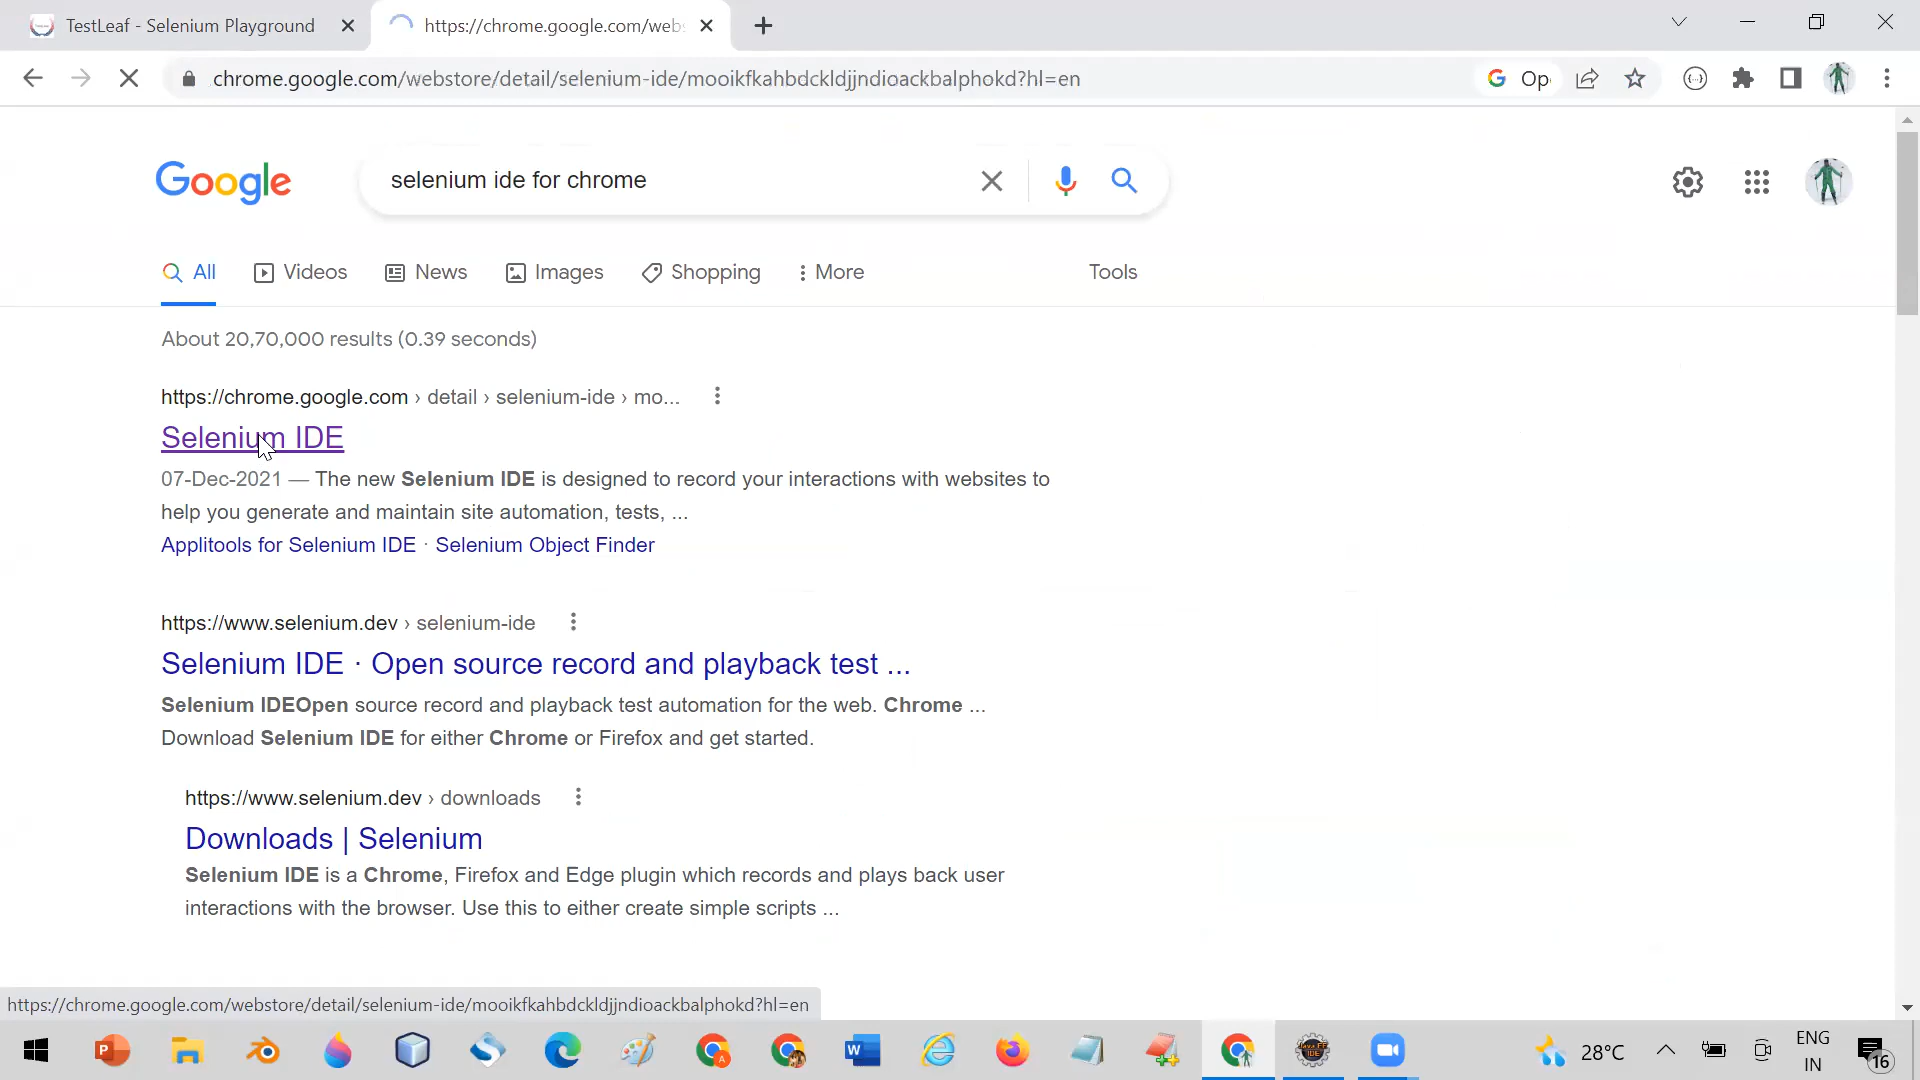 TestLeaf - Selenium Playground
https://chrome.google.com/web
chrome.google.com/webstore/detail/selenium-ide/mooikfkahbdckldjjndioackbalphokd?hl=en
Op
Google
selenium ide for chrome
All
Videos
News
Images
Shopping
More
Tools
About 20,70,000 results (0.39 seconds)
https://chrome.google.com › detail › selenium-ide › mo...
Selenium IDE
07-Dec-2021 — The new Selenium IDE is designed to record your interactions with websites to
help you generate and maintain site automation, tests, ...
Applitools for Selenium IDE · Selenium Object Finder
https://www.selenium.dev › selenium-ide
Selenium IDE · Open source record and playback test ...
Selenium IDEOpen source record and playback test automation for the web. Chrome ...
Download Selenium IDE for either Chrome or Firefox and get started.
https://www.selenium.dev › downloads
Downloads | Selenium
Selenium IDE is a Chrome, Firefox and Edge plugin which records and plays back user
interactions with the browser. Use this to either create simple scripts ...
https://chrome.google.com/webstore/detail/selenium-ide/mooikfkahbdckldjjndioackbalphokd?hl=en
28°C
ENG
IN
16